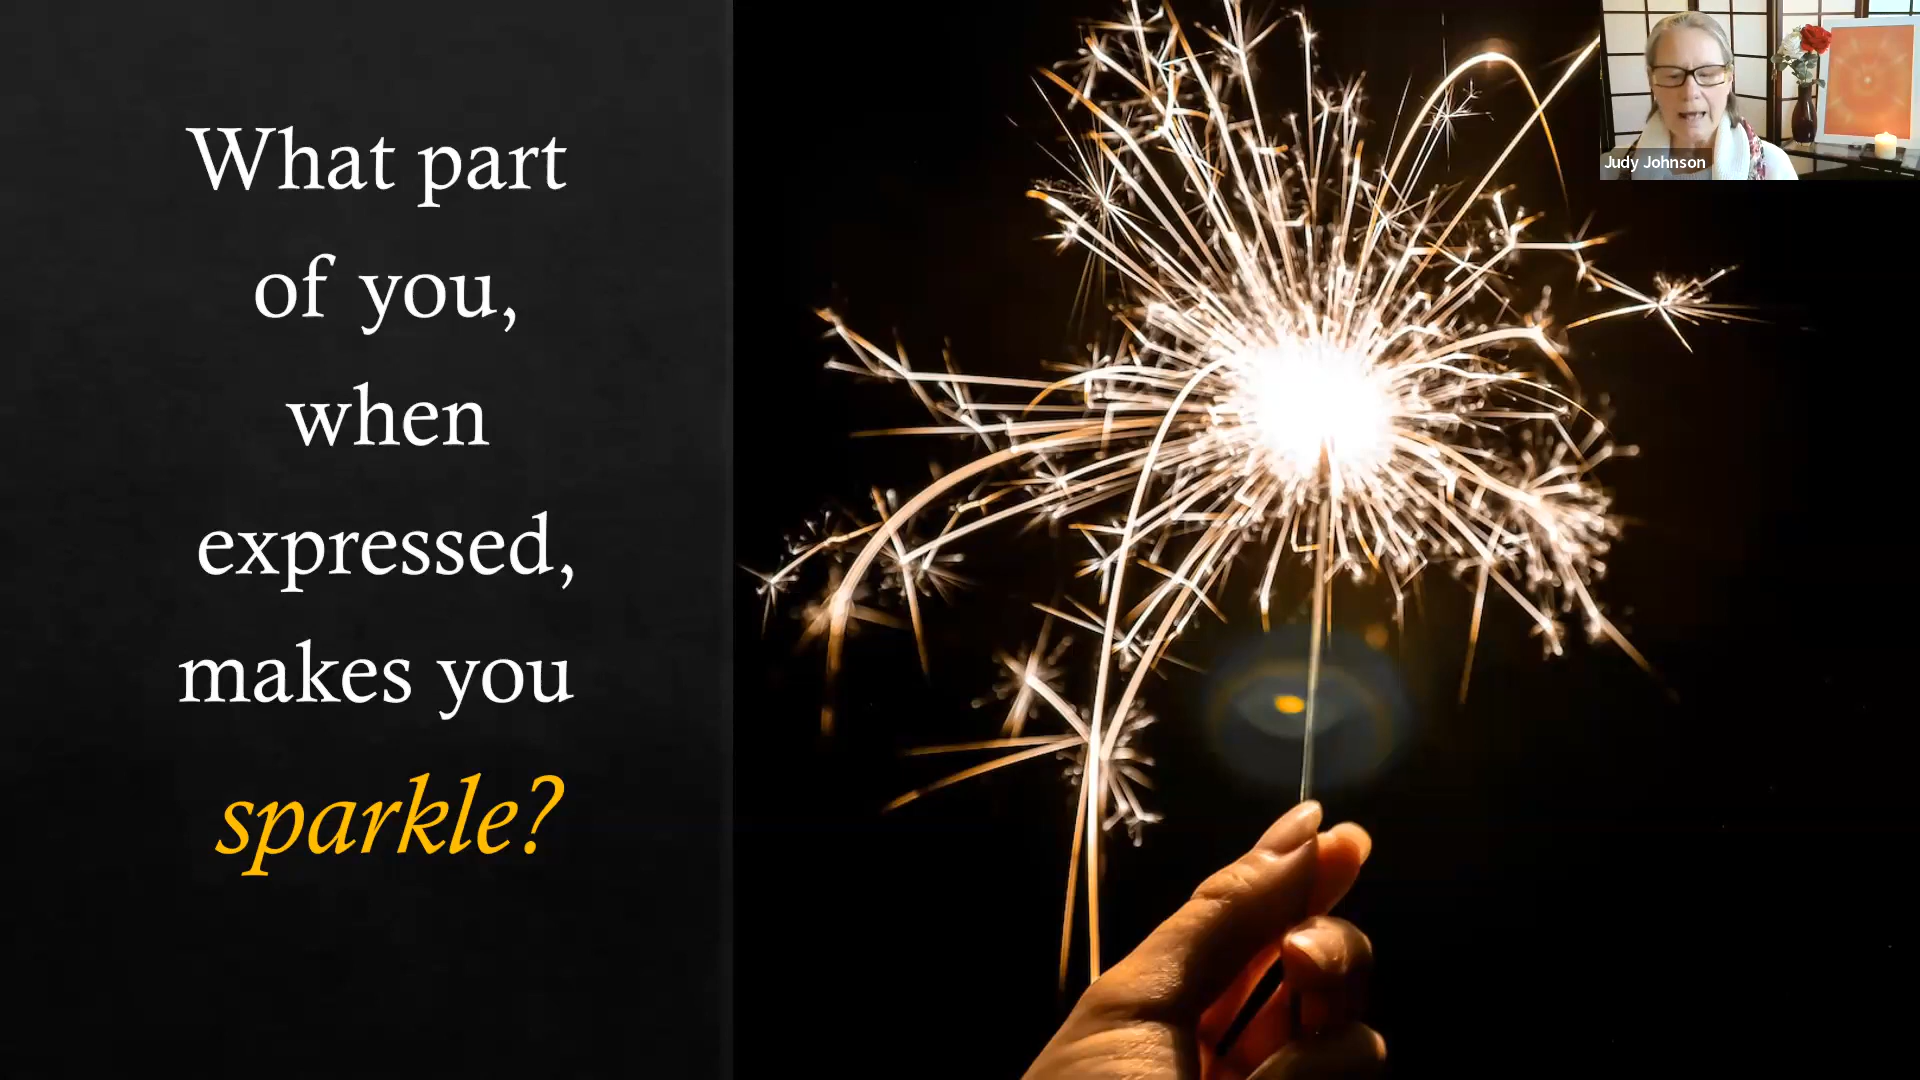 What part
of you,
when
expressed,
makes you
sparkle?
Judy Johnson